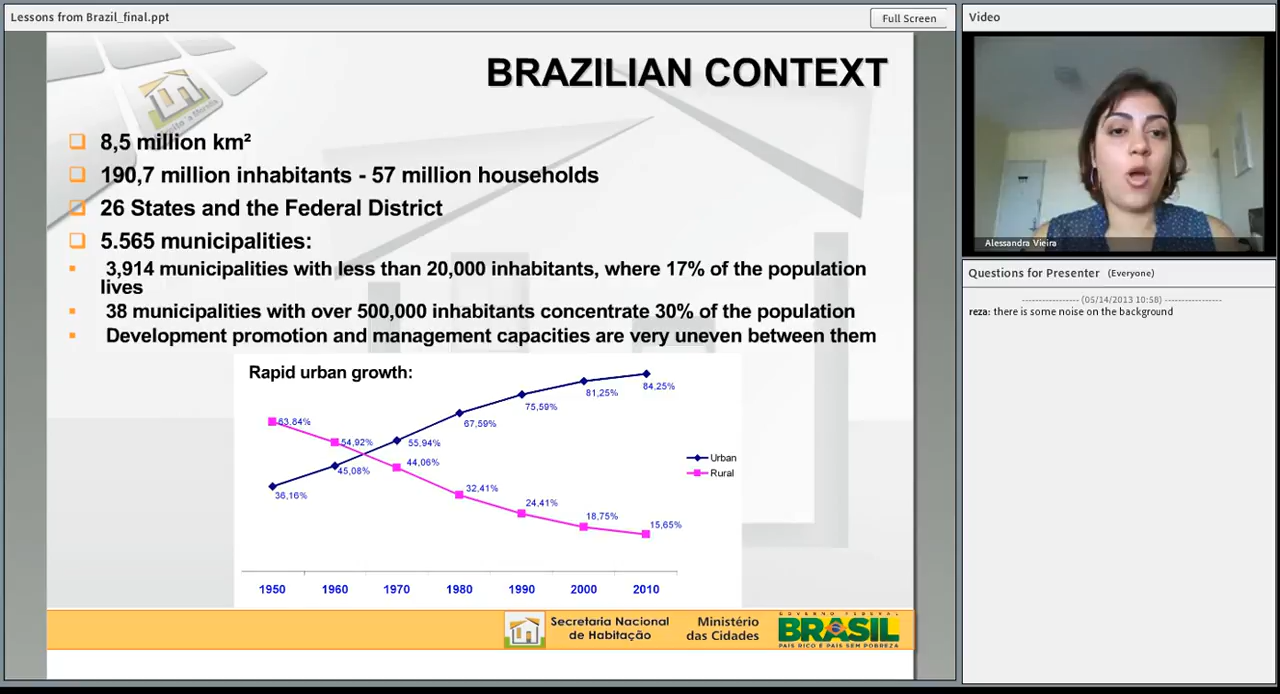 Lessons from Brazil_final.ppt
Full Screen
BRAZILIAN CONTEXT
8,5 million km²
190,7 million inhabitants - 57 million households
26 States and the Federal District
5.565 municipalities:
3,914 municipalities with less than 20,000 inhabitants, where 17% of the population
lives
38 municipalities with over 500,000 inhabitants concentrate 30% of the population
Development promotion and management capacities are very uneven between them
Rapid urban growth:
84,25%
81,25%
75,59%
67,59%
63,84%
54,92%
55,94%
45,08%
44,06%
36,16%
32,41%
24,41%
18,75%
15,65%
Urban
Rural
1950 1960 1970 1980 1990 2000 2010
Secretaria Nacional
de Habitação
Ministério
das Cidades
GOVERNO FEDERAL
BRASIL
PAÍS RICO É PAÍS SEM POBREZA
Video
Alessandra Vieira
Questions for Presenter (Everyone)
----------------- (05/14/2013 10:58) -----------------
reza: there is some noise on the background